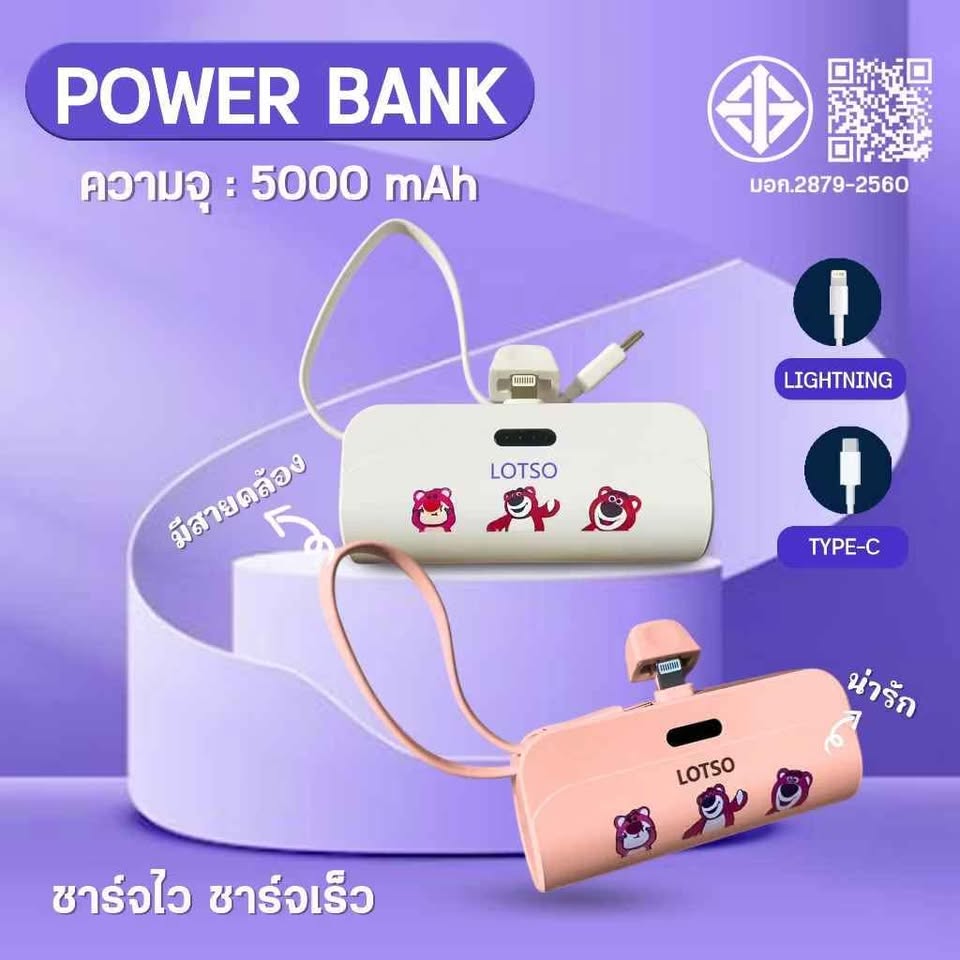 POWER BANK
ความจุ : 5000 mAh
มอก.2879-2560
LIGHTNING
TYPE-C
มีสายคล้อง
LOTSO
น่ารัก
LOTSO
ชาร์จไว ชาร์จเร็ว